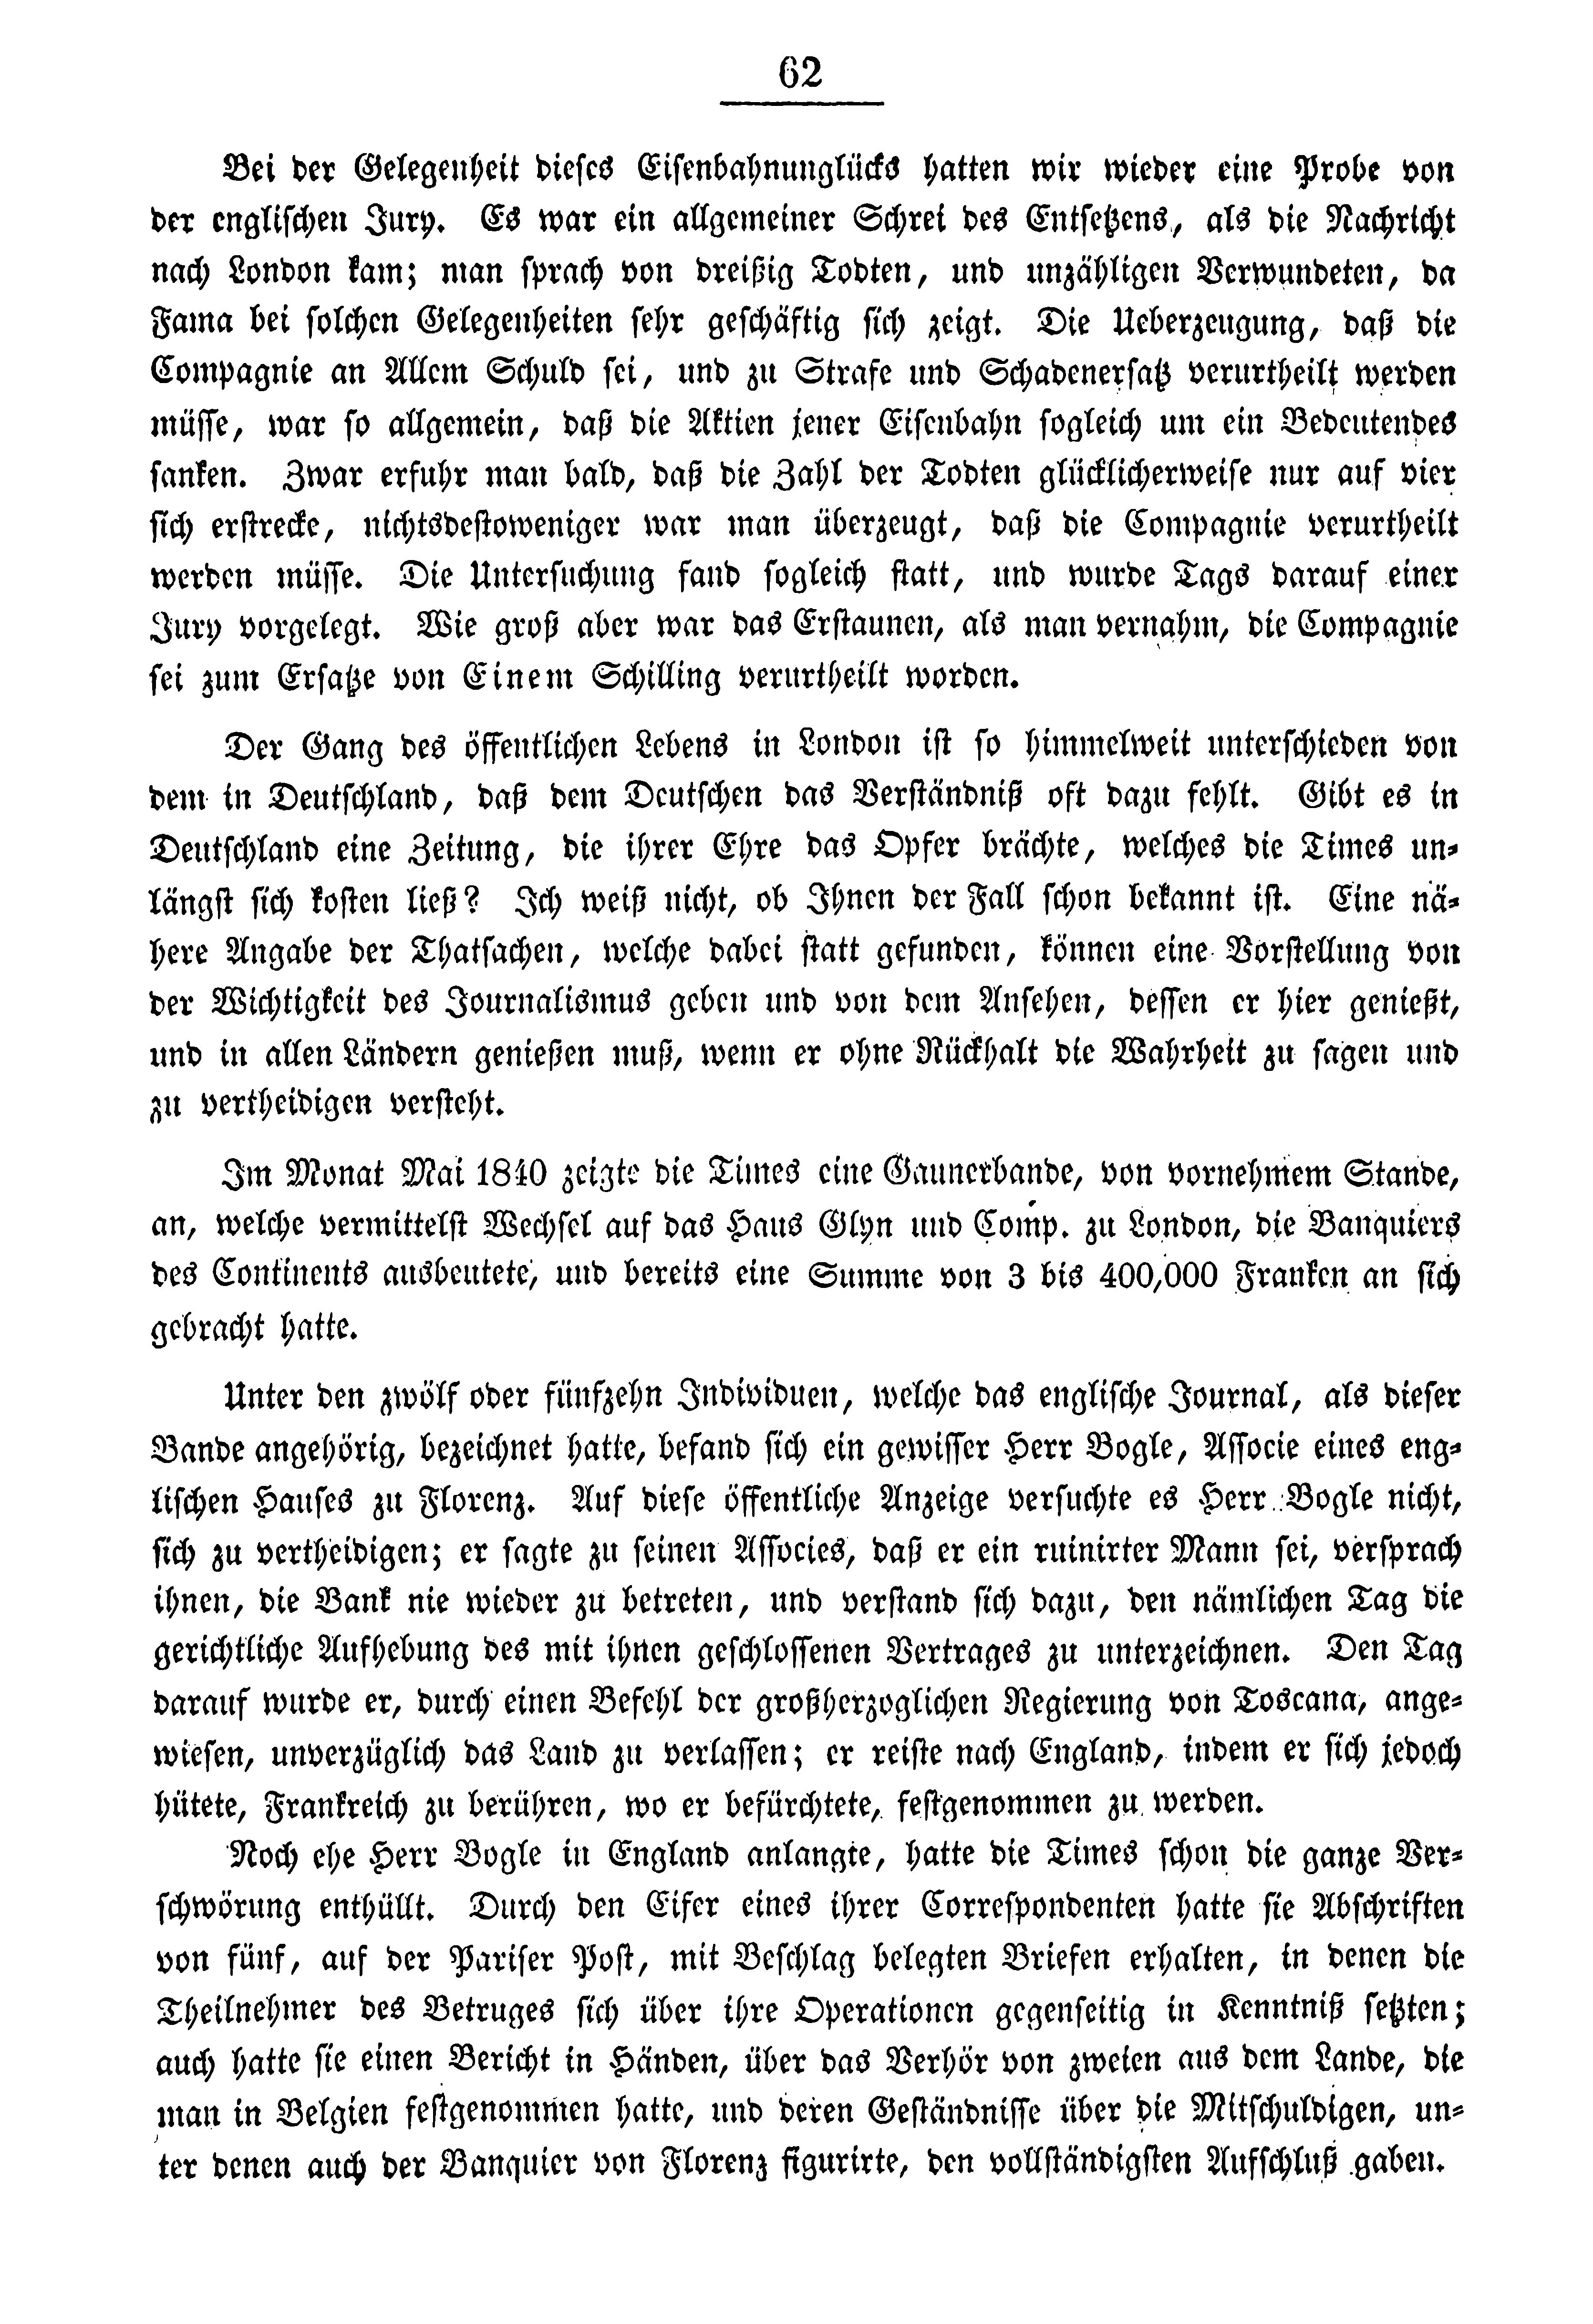 62
Bei der Gelegenheit dieses Eisenbahnunglücks hatten wir wieder eine Probe von
der englischen Jury. Es war ein allgemeiner Schrei des Entsetzens, als die Nachricht
nach London kam; man sprach von dreißig Todten, und unzähligen Verwundeten, da
Fama bei solchen Gelegenheiten sehr geschäftig sich zeigt. Die Ueberzeugung, daß die
Compagnie an Allem Schuld sei, und zu Strafe und Schadenersatz verurtheilt werden
müsse, war so allgemein, daß die Aktien jener Eisenbahn sogleich um ein Bedeutendes
sanken. Zwar erfuhr man bald, daß die Zahl der Todten glücklicherweise nur auf vier
sich erstrecke, nichtsdestoweniger war man überzeugt, daß die Compagnie verurtheilt
werden müsse. Die Untersuchung fand sogleich statt, und wurde Tags darauf einer
Jury vorgelegt. Wie groß aber war das Erstaunen, als man vernahm, die Compagnie
sei zum Ersatze von Einem Schilling verurtheilt worden.
Der Gang des öffentlichen Lebens in London ist so himmelweit unterschieden von
dem in Deutschland, daß dem Deutschen das Verständniß oft dazu fehlt. Gibt es in
Deutschland eine Zeitung, die ihrer Ehre das Opfer brächte, welches die Times un-
längst sich kosten ließ? Ich weiß nicht, ob Ihnen der Fall schon bekannt ist. Eine nä-
here Angabe der Thatsachen, welche dabei statt gefunden, können eine Vorstellung von
der Wichtigkeit des Journalismus geben und von dem Ansehen, dessen er hier genießt,
und in allen Ländern genießen muß, wenn er ohne Rückhalt die Wahrheit zu sagen und
zu vertheidigen versteht.
Im Monat Mai 1840 zeigte die Times eine Gaunerbande, von vornehmem Stande,
an, welche vermittelst Wechsel auf das Haus Glyn und Comp. zu London, die Banquiers
des Continents ausbeutete, und bereits eine Summe von 3 bis 400,000 Franken an sich
gebracht hatte.
Unter den zwölf oder fünfzehn Individuen, welche das englische Journal, als dieser
Bande angehörig, bezeichnet hatte, befand sich ein gewisser Herr Bogle, Associe eines eng-
lischen Hauses zu Florenz. Auf diese öffentliche Anzeige versuchte es Herr Bogle nicht,
sich zu vertheidigen; er sagte zu seinen Associes, daß er ein ruinirter Mann sei, versprach
ihnen, die Bank nie wieder zu betreten, und verstand sich dazu, den nämlichen Tag die
gerichtliche Aufhebung des mit ihnen geschlossenen Vertrages zu unterzeichnen. Den Tag
darauf wurde er, durch einen Befehl der großherzoglichen Regierung von Toscana, ange-
wiesen, unverzüglich das Land zu verlassen; er reiste nach England, indem er sich jedoch
hütete, Frankreich zu berühren, wo er befürchtete, festgenommen zu werden.
Noch ehe Herr Bogle in England anlangte, hatte die Times schon die ganze Ver-
schwörung enthüllt. Durch den Eifer eines ihrer Correspondenten hatte sie Abschriften
von fünf, auf der Pariser Post, mit Beschlag belegten Briefen erhalten, in denen die
Theilnehmer des Betruges sich über ihre Operationen gegenseitig in Kenntniß setzten;
auch hatte sie einen Bericht in Händen, über das Verhör von zweien aus dem Lande, die
man in Belgien festgenommen hatte, und deren Geständnisse über die Mitschuldigen, un-
ter denen auch der Banquier von Florenz figurirte, den vollständigsten Aufschluß gaben.